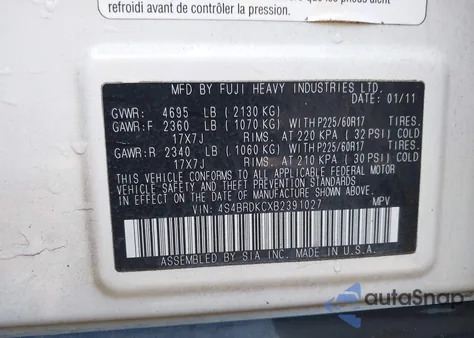 refroidi avant de contrôler la pression.
MFD BY FUJI HEAVY INDUSTRIES LTD.
DATE: 01/11
GVWR: 4695 LB (2130 KG)
GAWR:F 2360 LB (1070 KG) WITH P225/60R17 TIRES.
17X7J RIMS. AT 220 KPA (32 PSI) COLD
GAWR:R 2340 LB (1060 KG) WITH P225/60R17 TIRES.
17X7J RIMS. AT 210 KPA (30 PSI) COLD
THIS VEHICLE CONFORMS TO ALL APPLICABLE FEDERAL MOTOR
VEHICLE SAFETY AND THEFT PREVENTION STANDARDS
IN EFFECT ON THE DATE OF MANUFACTURE SHOWN ABOVE.
VIN: 4S4BRDKCXB2391027 MPV
ASSEMBLED BY SIA INC. MADE IN U.S.A.
autoSnap